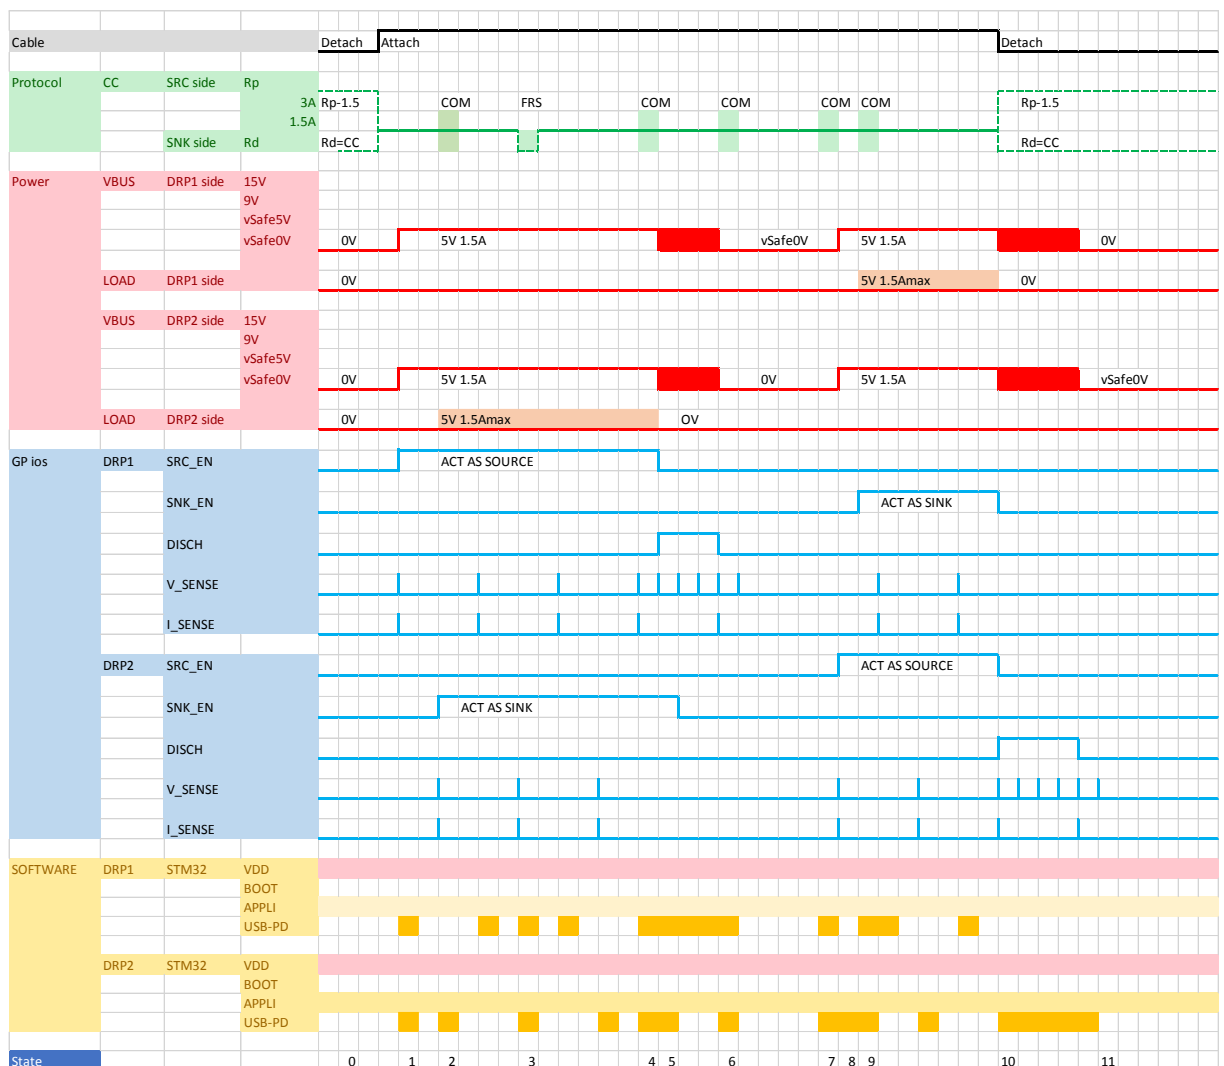 Cable Detach Attach Detach
Protocol CC SRC side Rp
3A Rp-1.5 COM FRS COM COM COM COM Rp-1.5
1.5A
SNK side Rd Rd=CC Rd=CC
Power VBUS DRP1 side 15V
9V
vSafe5V
vSafe0V 0V 5V 1.5A vSafe0V 5V 1.5A 0V
LOAD DRP1 side 0V 5V 1.5Amax 0V
VBUS DRP2 side 15V
9V
vSafe5V
vSafe0V 0V 5V 1.5A 0V 5V 1.5A vSafe0V
LOAD DRP2 side 0V 5V 1.5Amax OV
GP ios DRP1 SRC_EN ACT AS SOURCE
SNK_EN ACT AS SINK
DISCH
V_SENSE
I_SENSE
DRP2 SRC_EN ACT AS SOURCE
SNK_EN ACT AS SINK
DISCH
V_SENSE
I_SENSE
SOFTWARE DRP1 STM32 VDD
BOOT
APPLI
USB-PD
DRP2 STM32 VDD
BOOT
APPLI
USB-PD
State 0 1 2 3 4 5 6 7 8 9 10 11